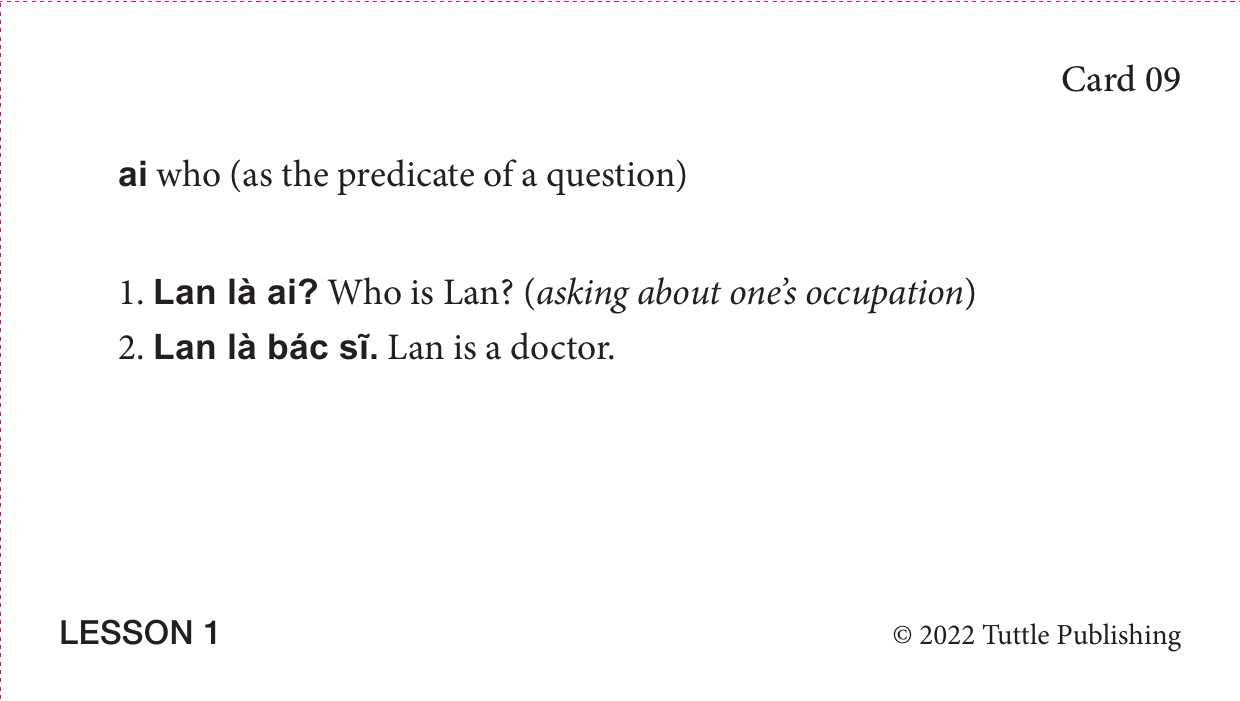 Card 09
ai who (as the predicate of a question)
1. Lan là ai? Who is Lan? (asking about one’s occupation)
2. Lan là bác sĩ. Lan is a doctor.
LESSON 1
© 2022 Tuttle Publishing